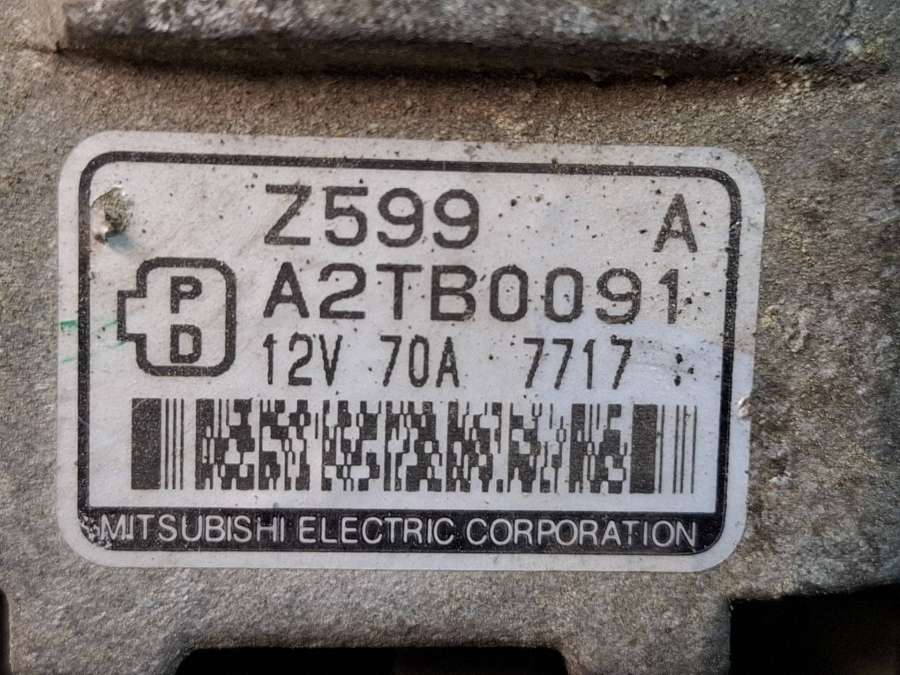 Z599 A
P
D
A2TB0091
12V 70A 7717
MITSUBISHI ELECTRIC CORPORATION